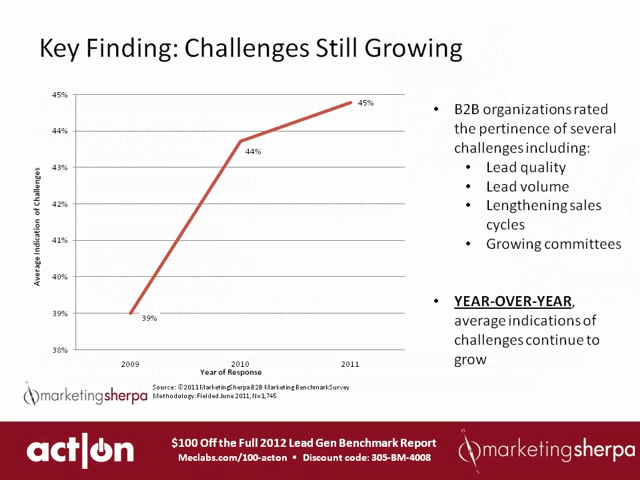 Key Finding: Challenges Still Growing
45%
44%
43%
42%
41%
40%
39%
38%
Average Indication of Challenges
39%
44%
45%
2009 2010 2011
Year of Response
• B2B organizations rated
the pertinence of several
challenges including:
• Lead quality
• Lead volume
• Lengthening sales
cycles
• Growing committees
• YEAR-OVER-YEAR,
average indications of
challenges continue to
grow
marketingsherpa
Source: ©2011 MarketingSherpa B2B Marketing Benchmark Survey
Methodology: Fielded June 2011, N=1,745
act|on
$100 Off the Full 2012 Lead Gen Benchmark Report
Meclabs.com/100-acton • Discount code: 305-BM-4008
marketingsherpa